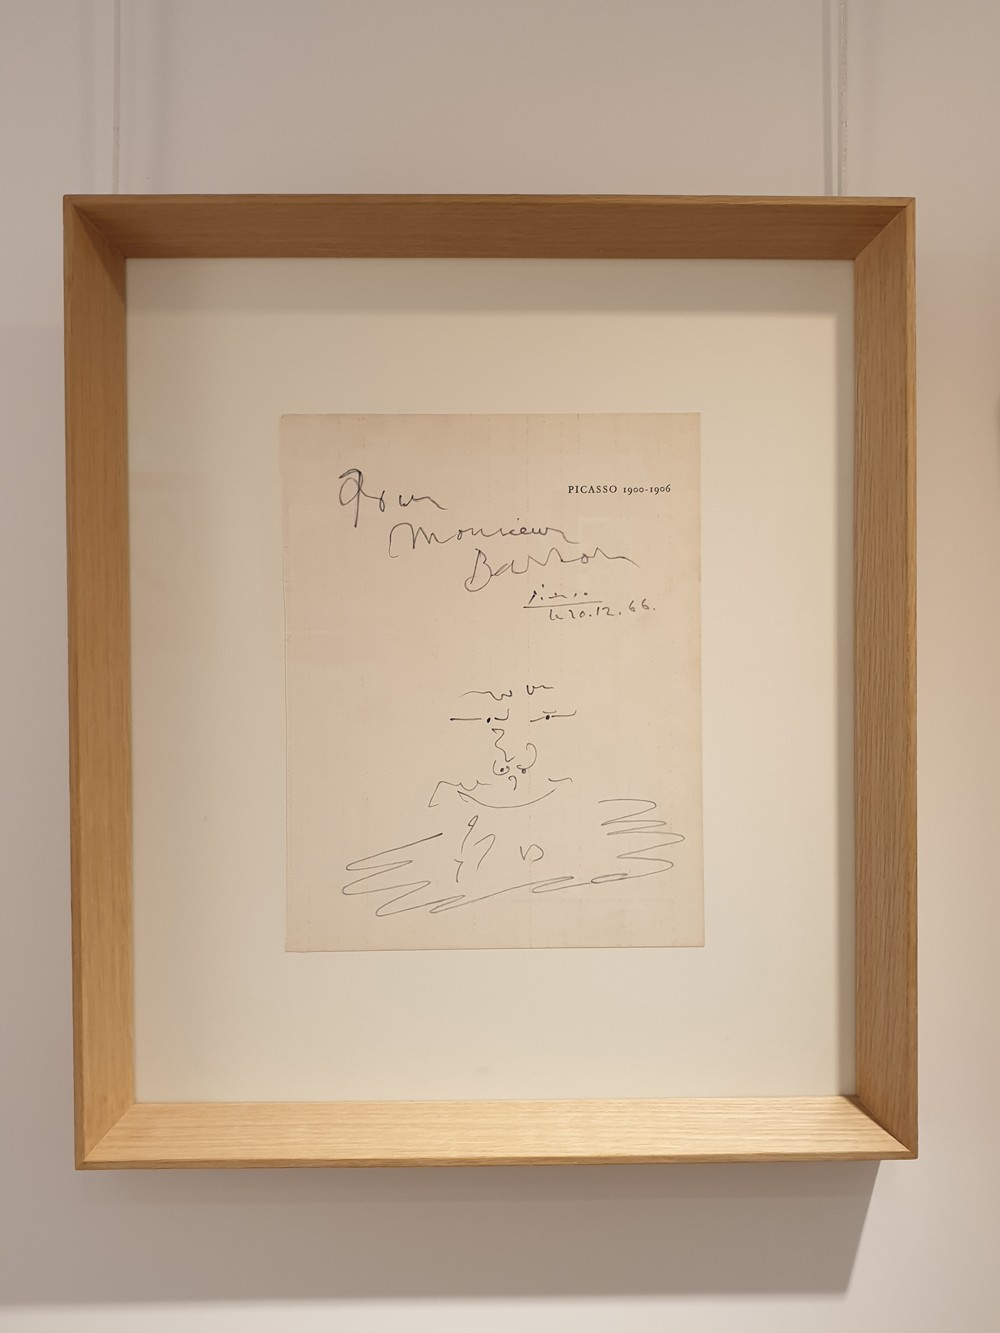 PICASSO 1900-1906
Pour
Monsieur
Barron
Picasso
le 20.12.66.